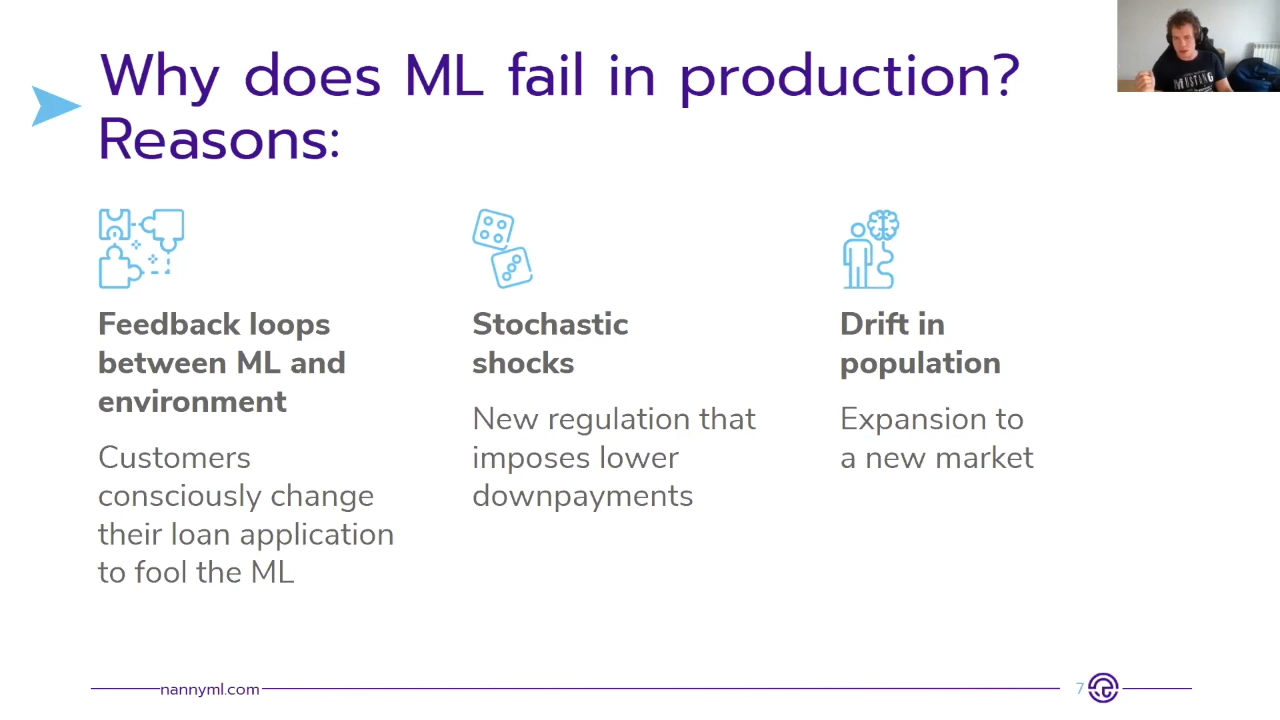 Why does ML fail in production?
Reasons:
Feedback loops
between ML and
environment
Customers
consciously change
their loan application
to fool the ML
Stochastic
shocks
New regulation that
imposes lower
downpayments
Drift in
population
Expansion to
a new market
nannyml.com
7
MUSTANG